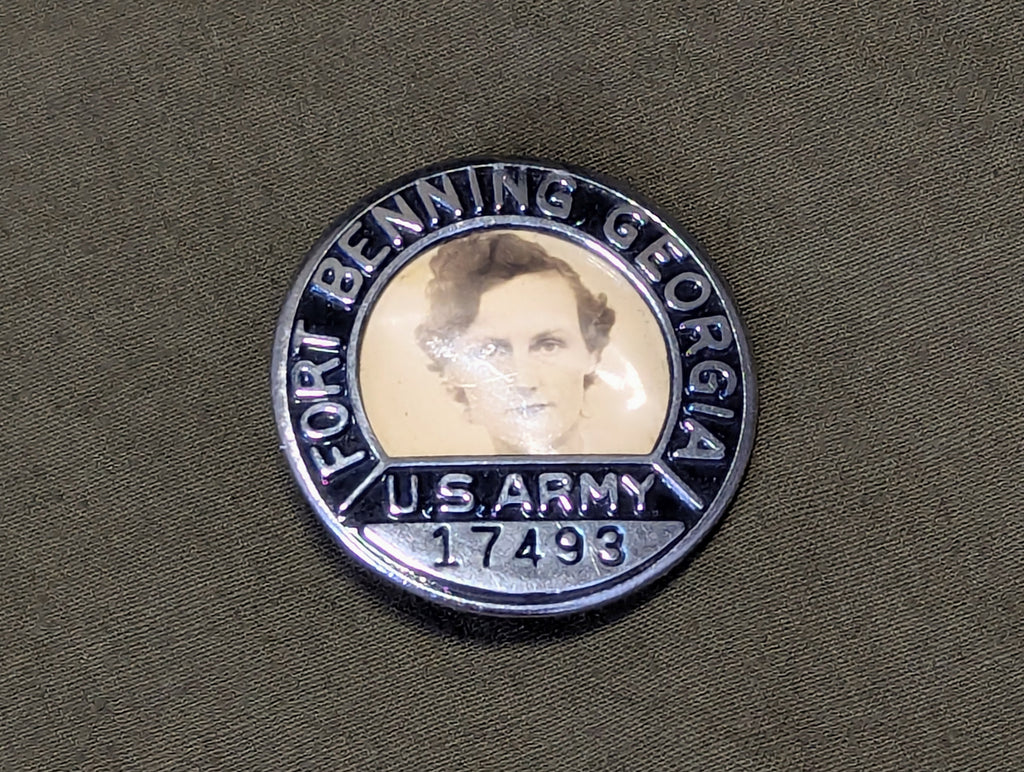 FORT BENNING GEORGIA
U.S. ARMY
17493